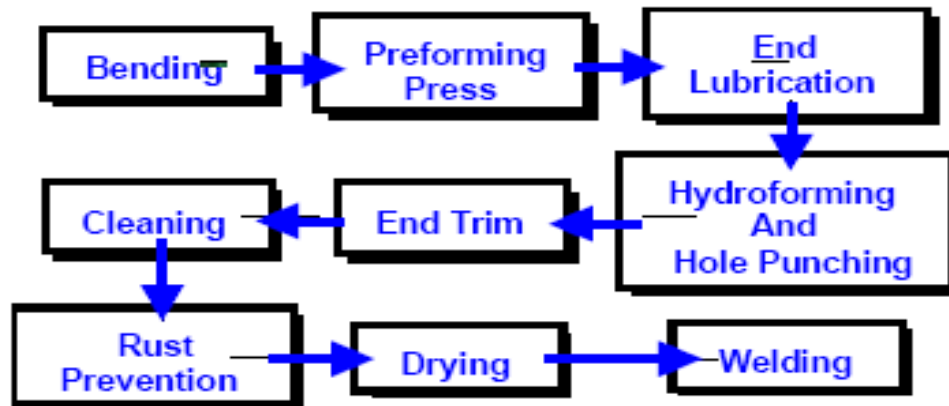 Bending
Preforming
Press
End
Lubrication
Hydroforming
And
Hole Punching
End Trim
Cleaning
Rust
Prevention
Drying
Welding